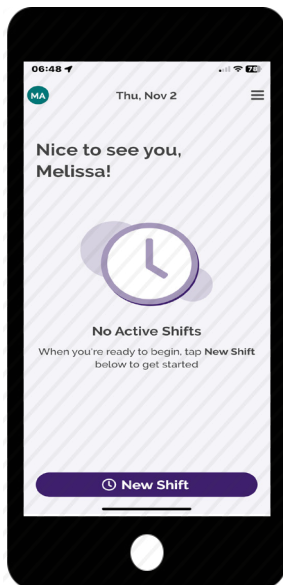 06:48
MA
Thu, Nov 2
Nice to see you,
Melissa!
No Active Shifts
When you're ready to begin, tap New Shift
below to get started
New Shift